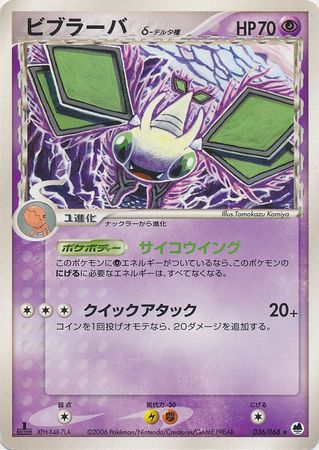 ビブラーバ δ-デルタ種 HP70
Illus.Tomokazu Komiya
1進化 ナックラーから進化
ポケボディー サイコウイング
このポケモンに エネルギーがついているなら、このポケモンの
にげるに必要なエネルギーは、すべてなくなる。
クイックアタック 20+
コインを1回投げオモテなら、20ダメージを追加する。
弱点 抵抗力 -30 にげる
1 EDITION XFH-X48-7LA ©2006 Pokémon/Nintendo/Creatures/GAME FREAK. 036/068